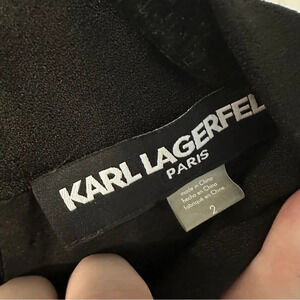 KARL LAGERFEL
PARIS
made in China
hecho en China
fabriqué en Chine
2